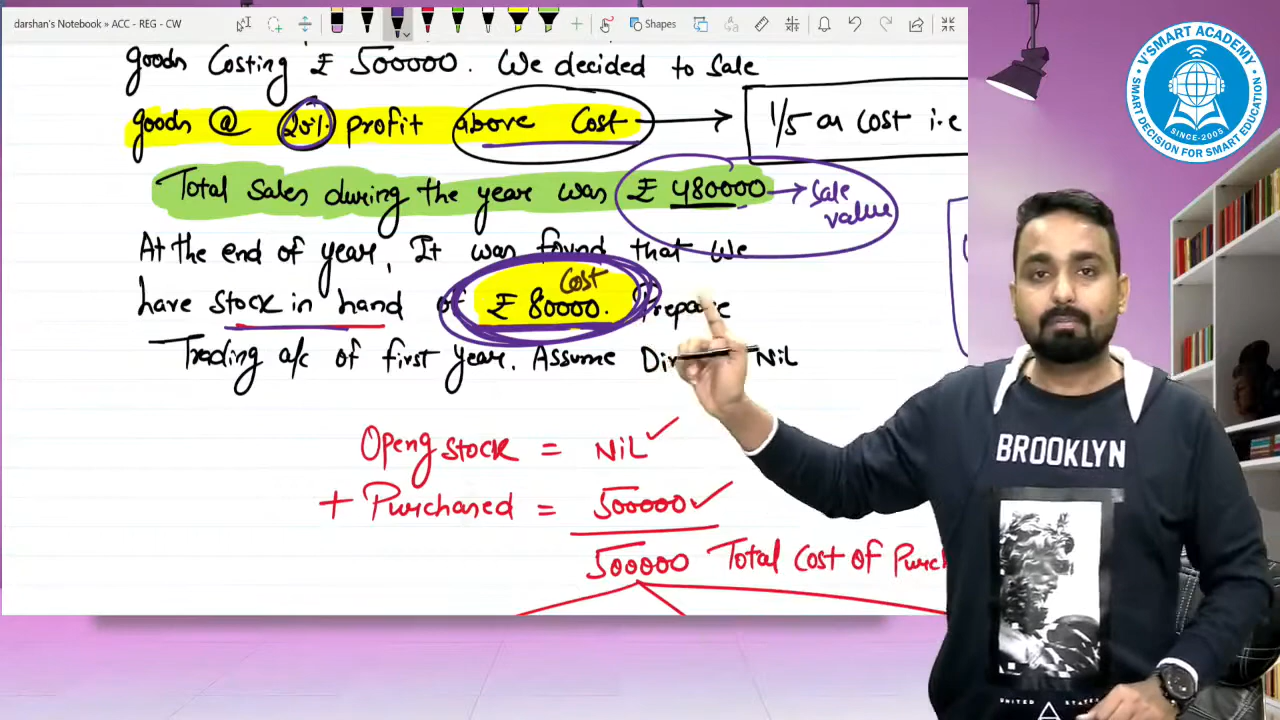 darshan's Notebook » ACC - REG - CW
Shapes
goods Costing ₹ 500000. We decided to Sale
goods @ 20% profit above Cost → 1/5 on cost i.e
Total Sales during the year was ₹ 480000 → Sale value
At the end of year, It was found that We
Cost
have stock in hand of ₹ 80000. Prepare
Trading a/c of first year. Assume Dir NiL
Openg stock = NiL ✓
+ Purchased = 500000 ✓
500000 Total Cost of Purch
V'SMART ACADEMY
SINCE-2005
SMART DECISION FOR SMART EDUCATION
BROOKLYN
UNITED STATES